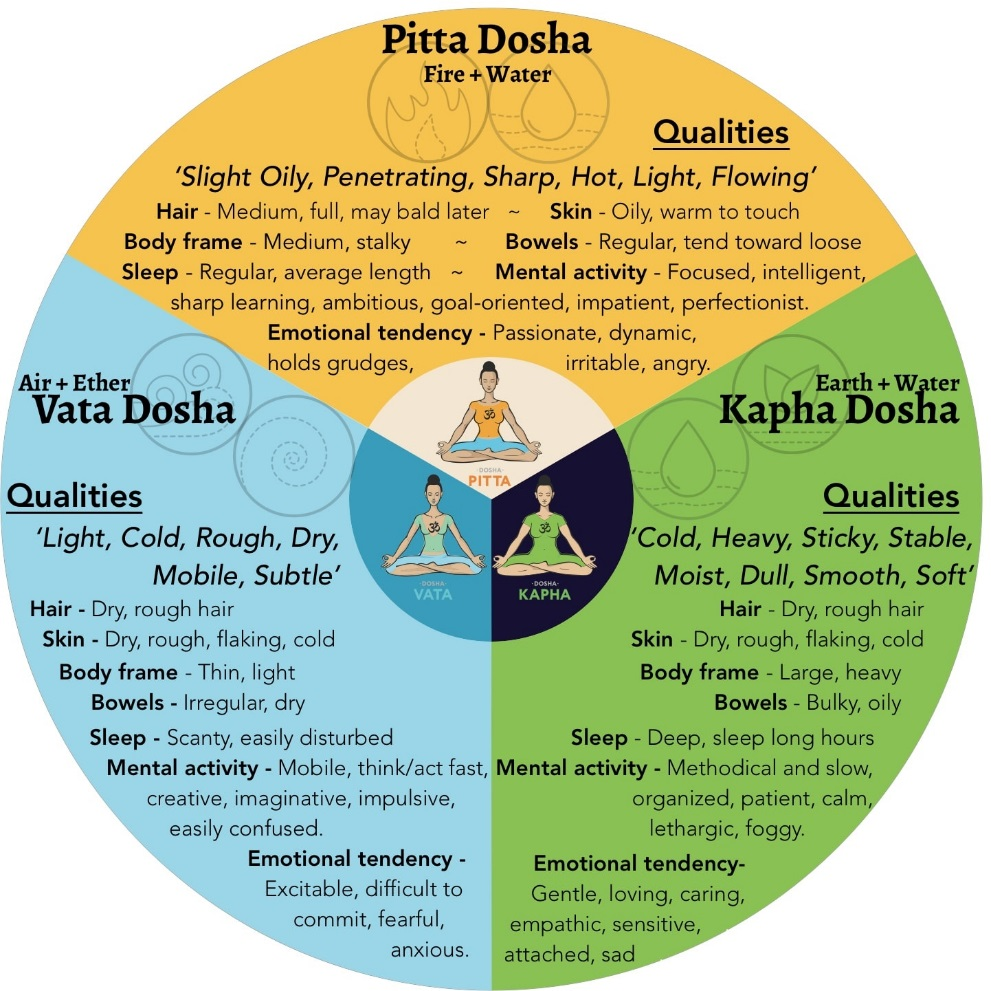 Pitta Dosha
Fire + Water
Qualities
‘Slight Oily, Penetrating, Sharp, Hot, Light, Flowing’
Hair - Medium, full, may bald later ~ Skin - Oily, warm to touch
Body frame - Medium, stalky ~ Bowels - Regular, tend toward loose
Sleep - Regular, average length ~ Mental activity - Focused, intelligent,
sharp learning, ambitious, goal-oriented, impatient, perfectionist.
Emotional tendency - Passionate, dynamic,
holds grudges, irritable, angry.
Air + Ether
Vata Dosha
Qualities
‘Light, Cold, Rough, Dry,
Mobile, Subtle’
Hair - Dry, rough hair
Skin - Dry, rough, flaking, cold
Body frame - Thin, light
Bowels - Irregular, dry
Sleep - Scanty, easily disturbed
Mental activity - Mobile, think/act fast,
creative, imaginative, impulsive,
easily confused.
Emotional tendency -
Excitable, difficult to
commit, fearful,
anxious.
Earth + Water
Kapha Dosha
Qualities
‘Cold, Heavy, Sticky, Stable,
Moist, Dull, Smooth, Soft’
Hair - Dry, rough hair
Skin - Dry, rough, flaking, cold
Body frame - Large, heavy
Bowels - Bulky, oily
Sleep - Deep, sleep long hours
Mental activity - Methodical and slow,
organized, patient, calm,
lethargic, foggy.
Emotional tendency-
Gentle, loving, caring,
empathic, sensitive,
attached, sad
ॐ
DOSHA-
PITTA
ॐ
DOSHA-
VATA
ॐ
-DOSHA-
KAPHA